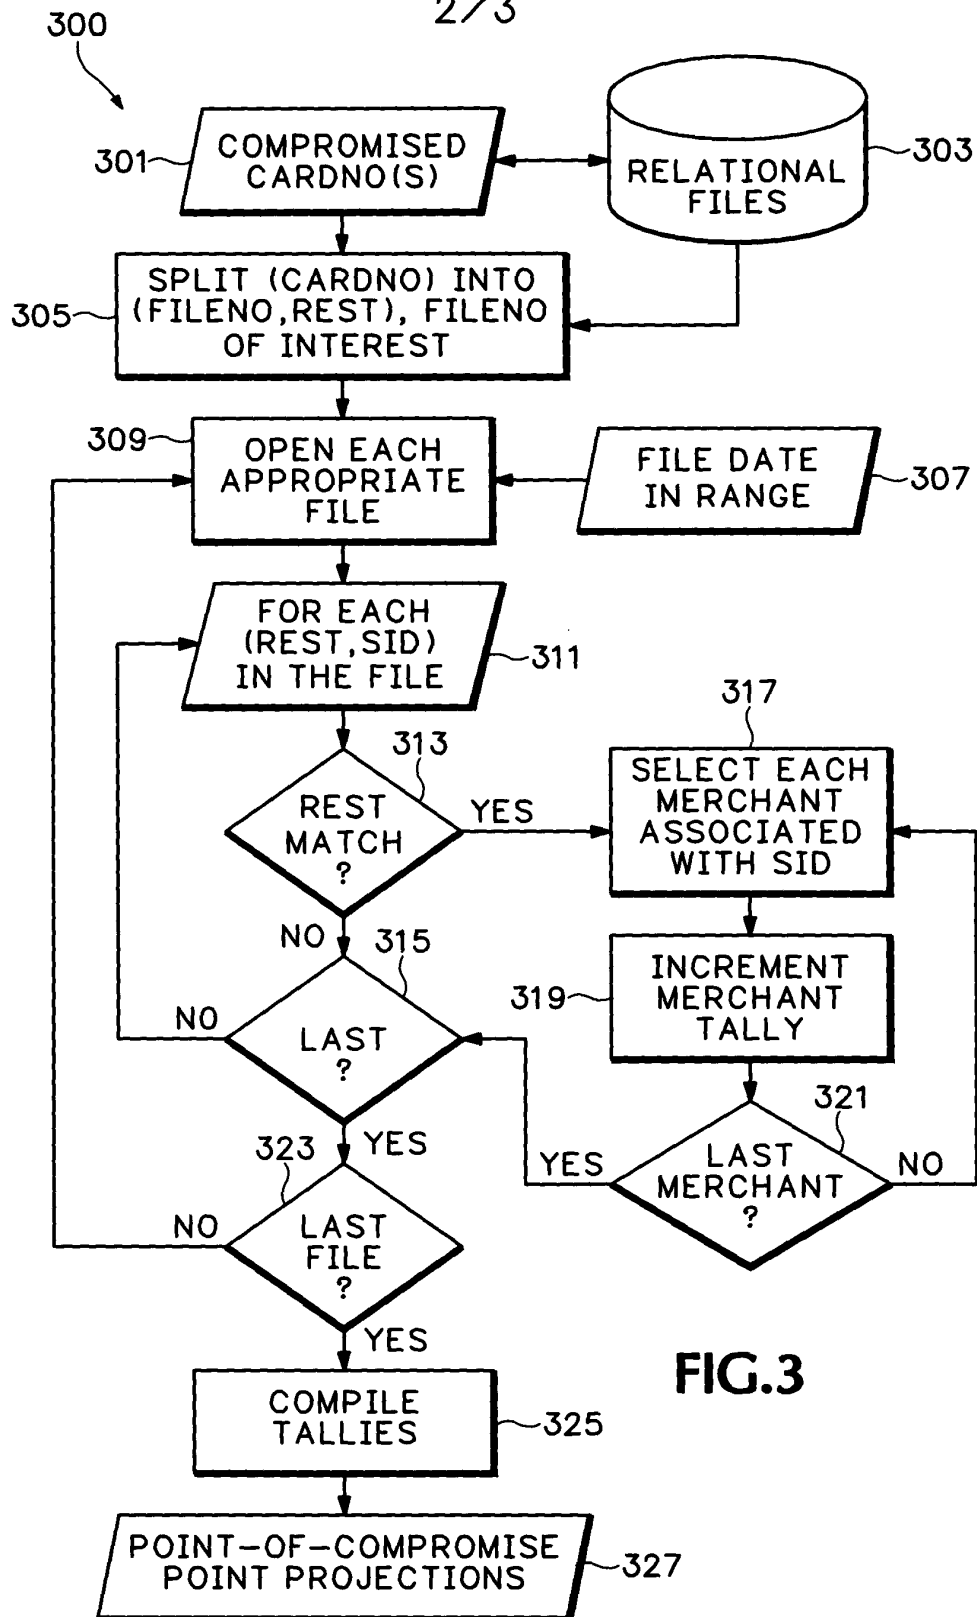 2/3
300
301
COMPROMISED
CARDNO(S)
RELATIONAL
FILES
303
305
SPLIT (CARDNO) INTO
(FILENO,REST), FILENO
OF INTEREST
309
OPEN EACH
APPROPRIATE
FILE
FILE DATE
IN RANGE
307
FOR EACH
(REST,SID)
IN THE FILE
311
313
REST
MATCH
?
YES
NO
317
SELECT EACH
MERCHANT
ASSOCIATED
WITH SID
315
LAST
?
NO
YES
319
INCREMENT
MERCHANT
TALLY
321
LAST
MERCHANT
?
YES
NO
323
LAST
FILE
?
NO
YES
FIG.3
COMPILE
TALLIES
325
POINT-OF-COMPROMISE
POINT PROJECTIONS
327